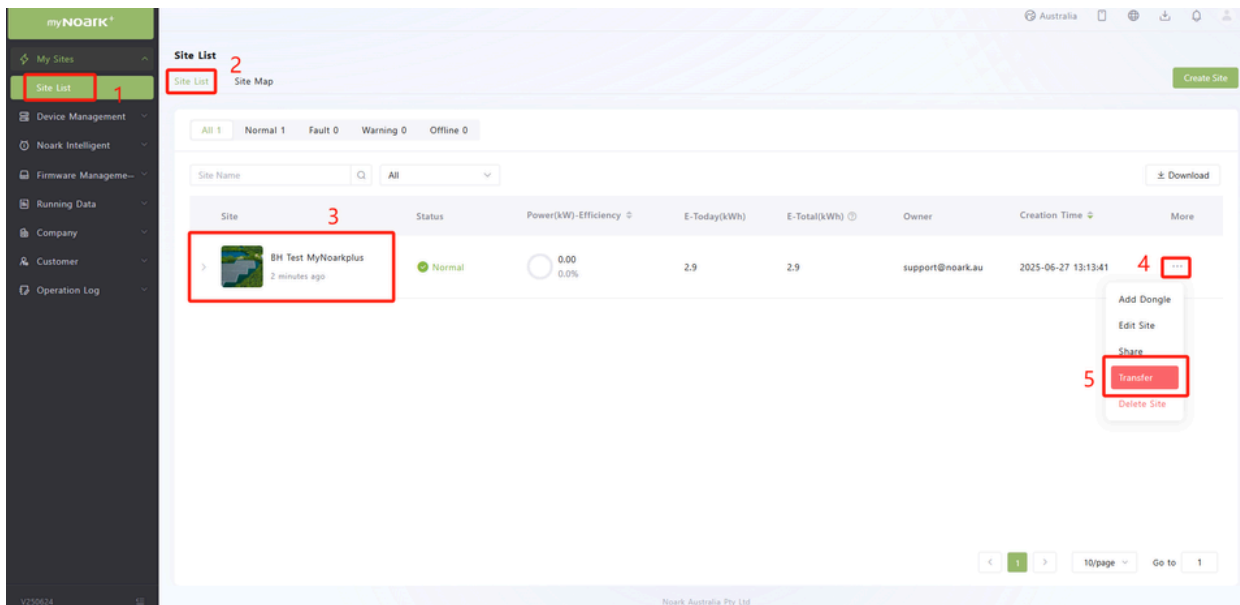 myNOARK+
Australia
My Sites
Site List
1
Device Management
Noark Intelligent
Firmware Manageme--
Running Data
Company
Customer
Operation Log
V250624
Site List
2
Site List Site Map
Create Site
All 1 Normal 1 Fault 0 Warning 0 Offline 0
Site Name All Download
Site 3 Status Power(kW)-Efficiency E-Today(kWh) E-Total(kWh) Owner Creation Time More
BH Test MyNoarkplus
2 minutes ago
Normal
0.00
0.0%
2.9 2.9 support@noark.au 2025-06-27 13:13:41 4 ...
Add Dongle
Edit Site
Share
5 Transfer
Delete Site
< 1 > 10/page Go to 1
Noark Australia Pty Ltd